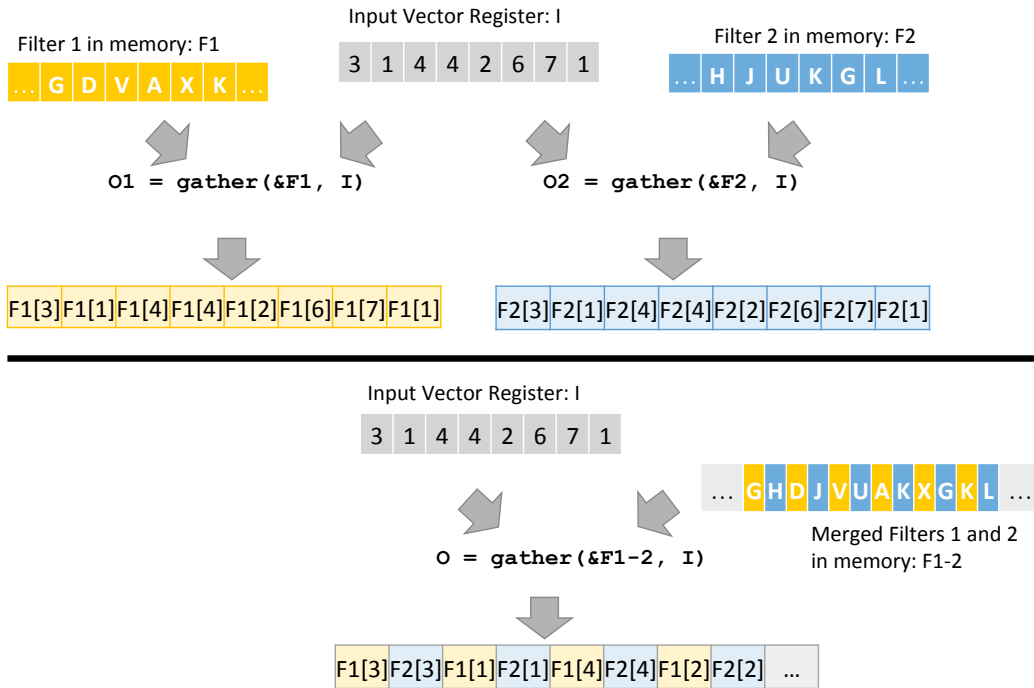 Input Vector Register: I
Filter 1 in memory: F1
Filter 2 in memory: F2
3 1 4 4 2 6 7 1
... G D V A X K ...
... H J U K G L ...
O1 = gather(&F1, I)
O2 = gather(&F2, I)
F1[3] F1[1] F1[4] F1[4] F1[2] F1[6] F1[7] F1[1]
F2[3] F2[1] F2[4] F2[4] F2[2] F2[6] F2[7] F2[1]
Input Vector Register: I
3 1 4 4 2 6 7 1
... G H D J V U A K X G K L ...
Merged Filters 1 and 2
in memory: F1-2
O = gather(&F1-2, I)
F1[3] F2[3] F1[1] F2[1] F1[4] F2[4] F1[2] F2[2] ...